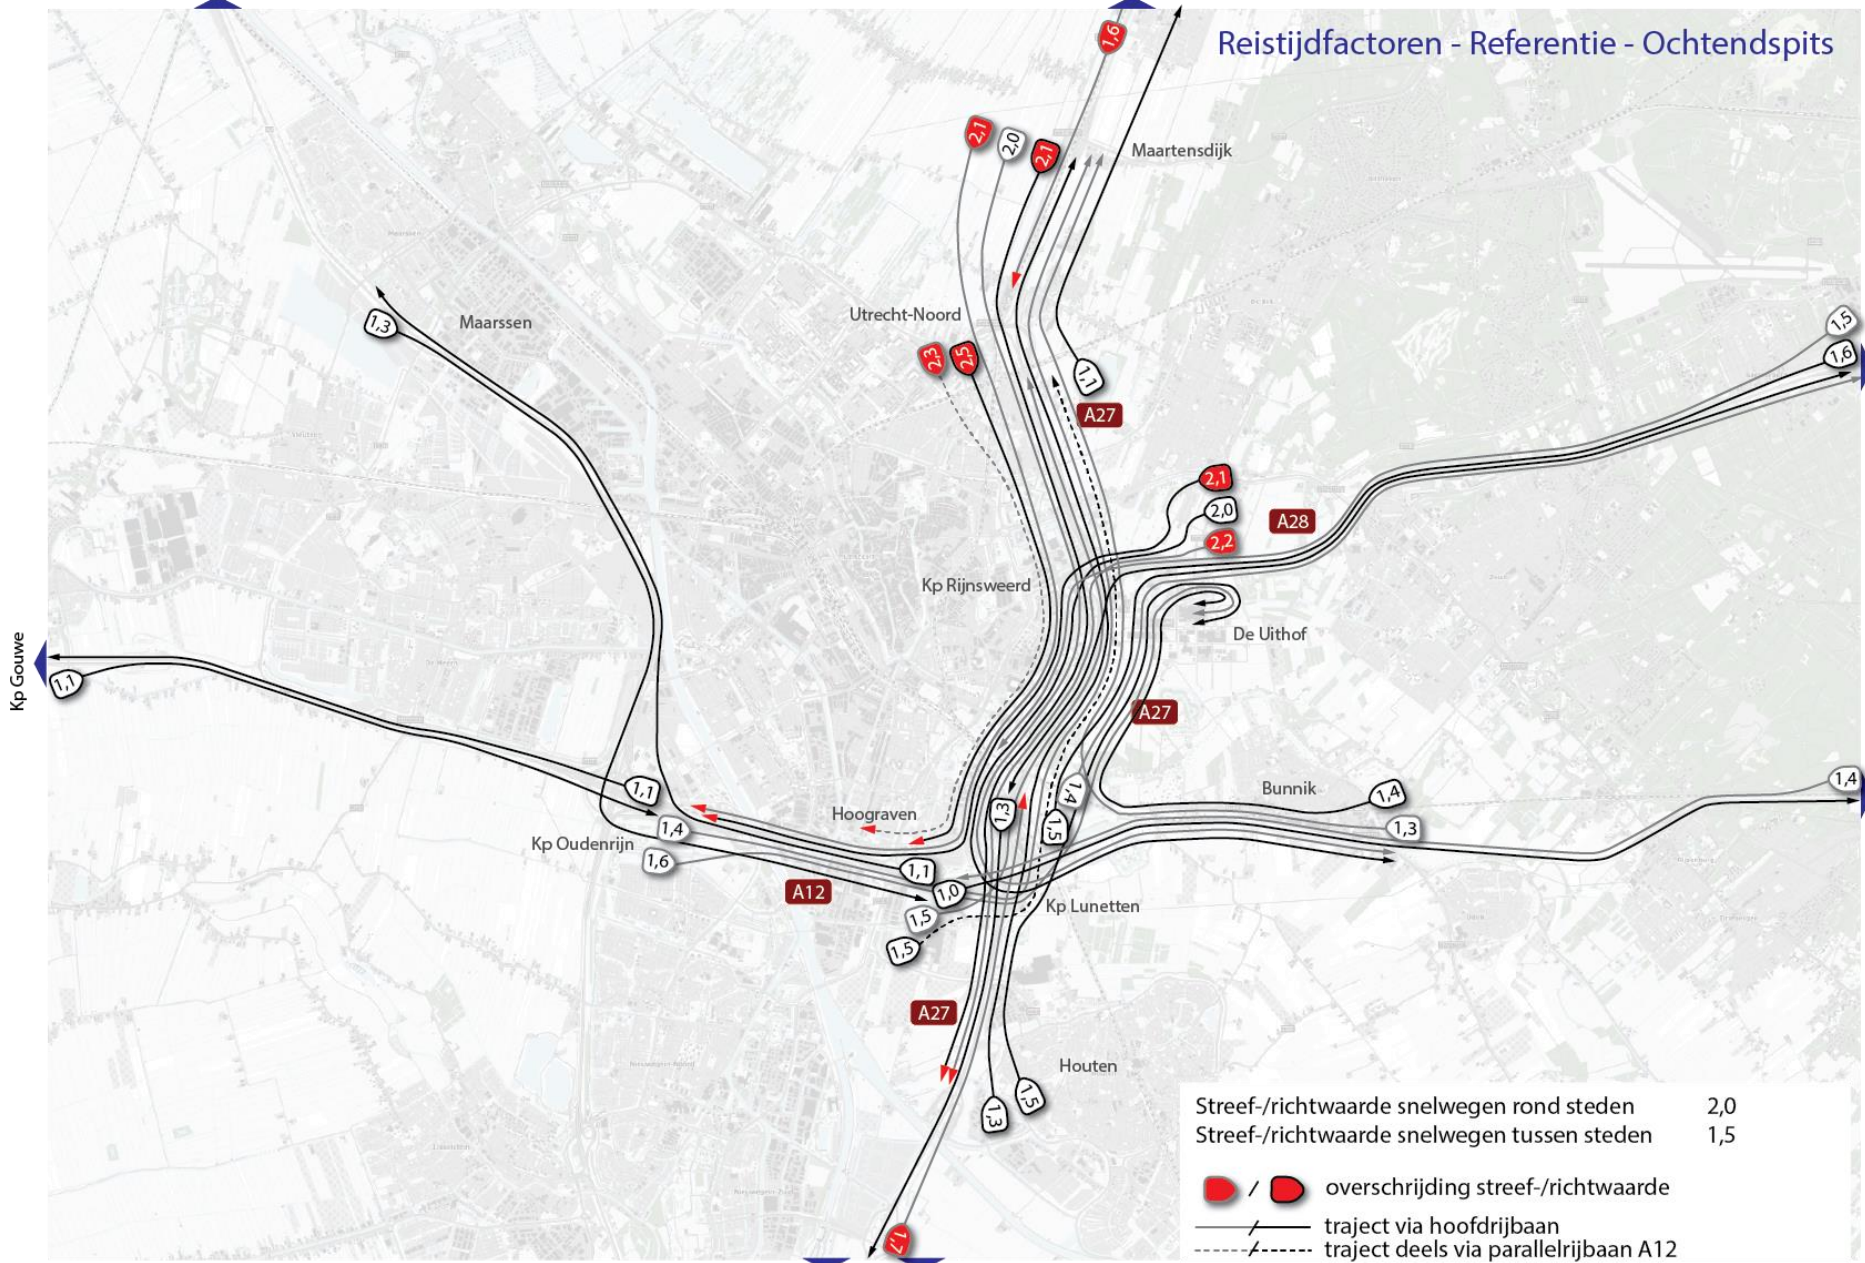 Reistijdfactoren - Referentie - Ochtendspits
1,6
2,1
2,0
2,1
Maartensdijk
Utrecht-Noord
Maarssen
1,3
2,3
2,5
1,1
A27
1,5
1,6
2,1
2,0
2,2
A28
Kp Rijnsweerd
De Uithof
Kp Gouwe
1,1
A27
1,1
1,4
1,6
Kp Oudenrijn
Hoograven
1,3
1,4
1,5
Bunnik
1,4
1,3
1,4
A12
1,1
1,0
1,5
1,5
Kp Lunetten
A27
Houten
1,3
1,5
1,7
Streef-/richtwaarde snelwegen rond steden 2,0
Streef-/richtwaarde snelwegen tussen steden 1,5
/ overschrijding streef-/richtwaarde
traject via hoofdrijbaan
traject deels via parallelrijbaan A12